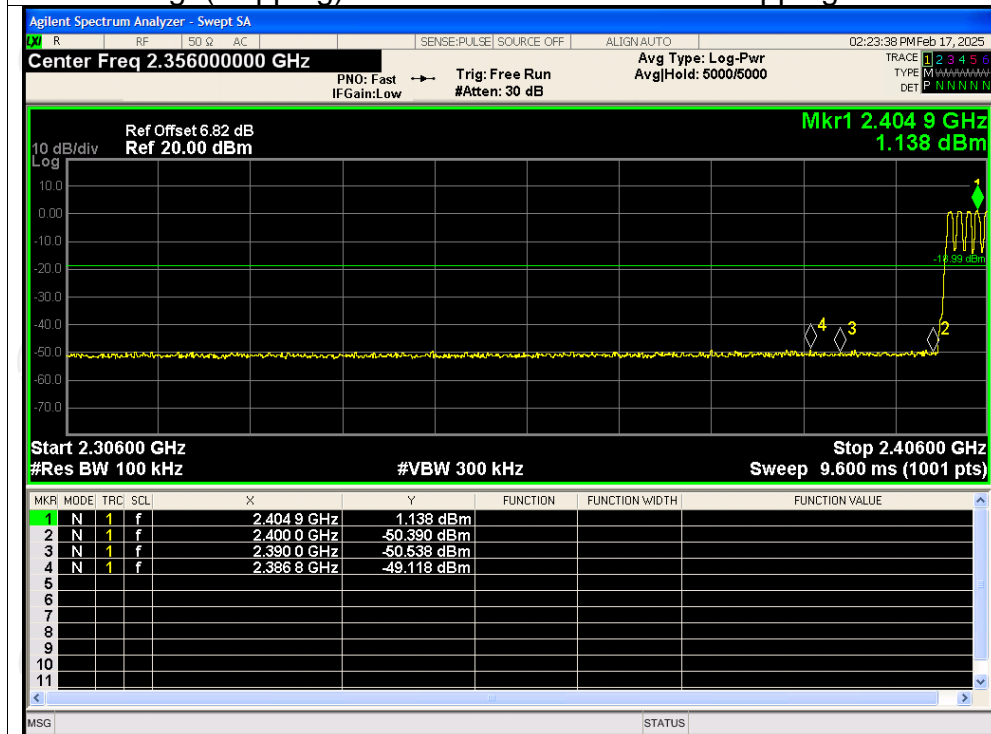 Agilent Spectrum Analyzer - Swept SA
LXI R RF 50 Ω AC SENSE:PULSE SOURCE OFF ALIGN AUTO 02:23:38 PM Feb 17, 2025
Center Freq 2.356000000 GHz
PNO: Fast
IFGain:Low
Trig: Free Run
#Atten: 30 dB
Avg Type: Log-Pwr
Avg|Hold: 5000/5000
TRACE 1 2 3 4 5 6
TYPE M
DET P N N N N N
Mkr1 2.404 9 GHz
1.138 dBm
Ref Offset 6.82 dB
10 dB/div Ref 20.00 dBm
Log
10.0
0.00
-10.0
-20.0
-30.0
-40.0
-50.0
-60.0
-70.0
1
-18.99 dBm
4 3 2
Start 2.30600 GHz Stop 2.40600 GHz
#Res BW 100 kHz #VBW 300 kHz Sweep 9.600 ms (1001 pts)
MKR MODE TRC SCL X Y FUNCTION FUNCTION WIDTH FUNCTION VALUE
1 N 1 f 2.404 9 GHz 1.138 dBm
2 N 1 f 2.400 0 GHz -50.390 dBm
3 N 1 f 2.390 0 GHz -50.538 dBm
4 N 1 f 2.386 8 GHz -49.118 dBm
5
6
7
8
9
10
11
MSG STATUS